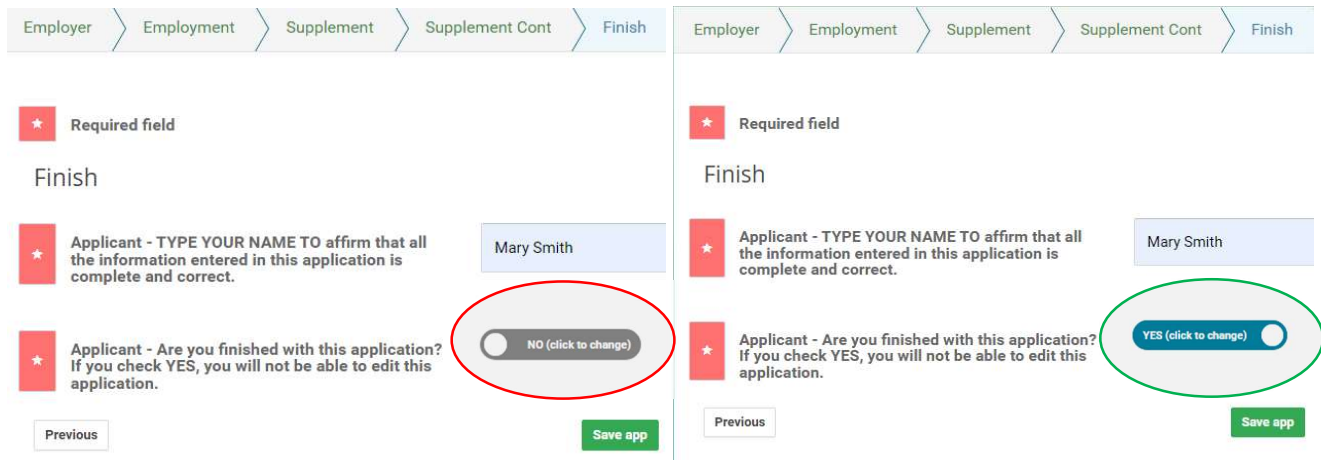 Employer
Employment
Supplement
Supplement Cont
Finish
Required field
Finish
Applicant - TYPE YOUR NAME TO affirm that all
the information entered in this application is
complete and correct.
Mary Smith
Applicant - Are you finished with this application?
If you check YES, you will not be able to edit this
application.
NO (click to change)
Previous
Save app
Employer
Employment
Supplement
Supplement Cont
Finish
Required field
Finish
Applicant - TYPE YOUR NAME TO affirm that all
the information entered in this application is
complete and correct.
Mary Smith
Applicant - Are you finished with this application?
If you check YES, you will not be able to edit this
application.
YES (click to change)
Previous
Save app